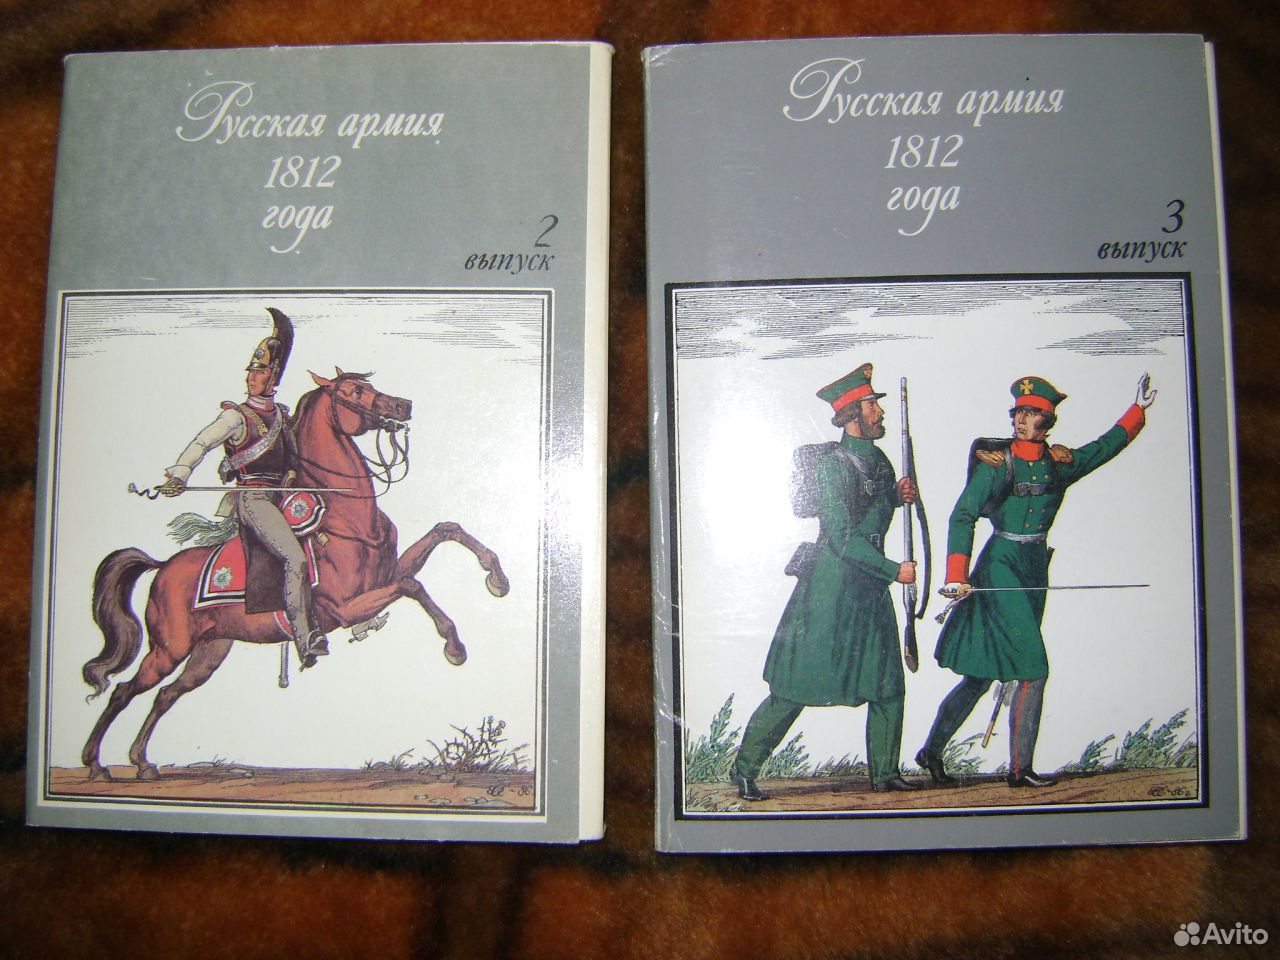 Русская армия
1812
года
2
выпуск
Русская армия
1812
года
3
выпуск
Avito